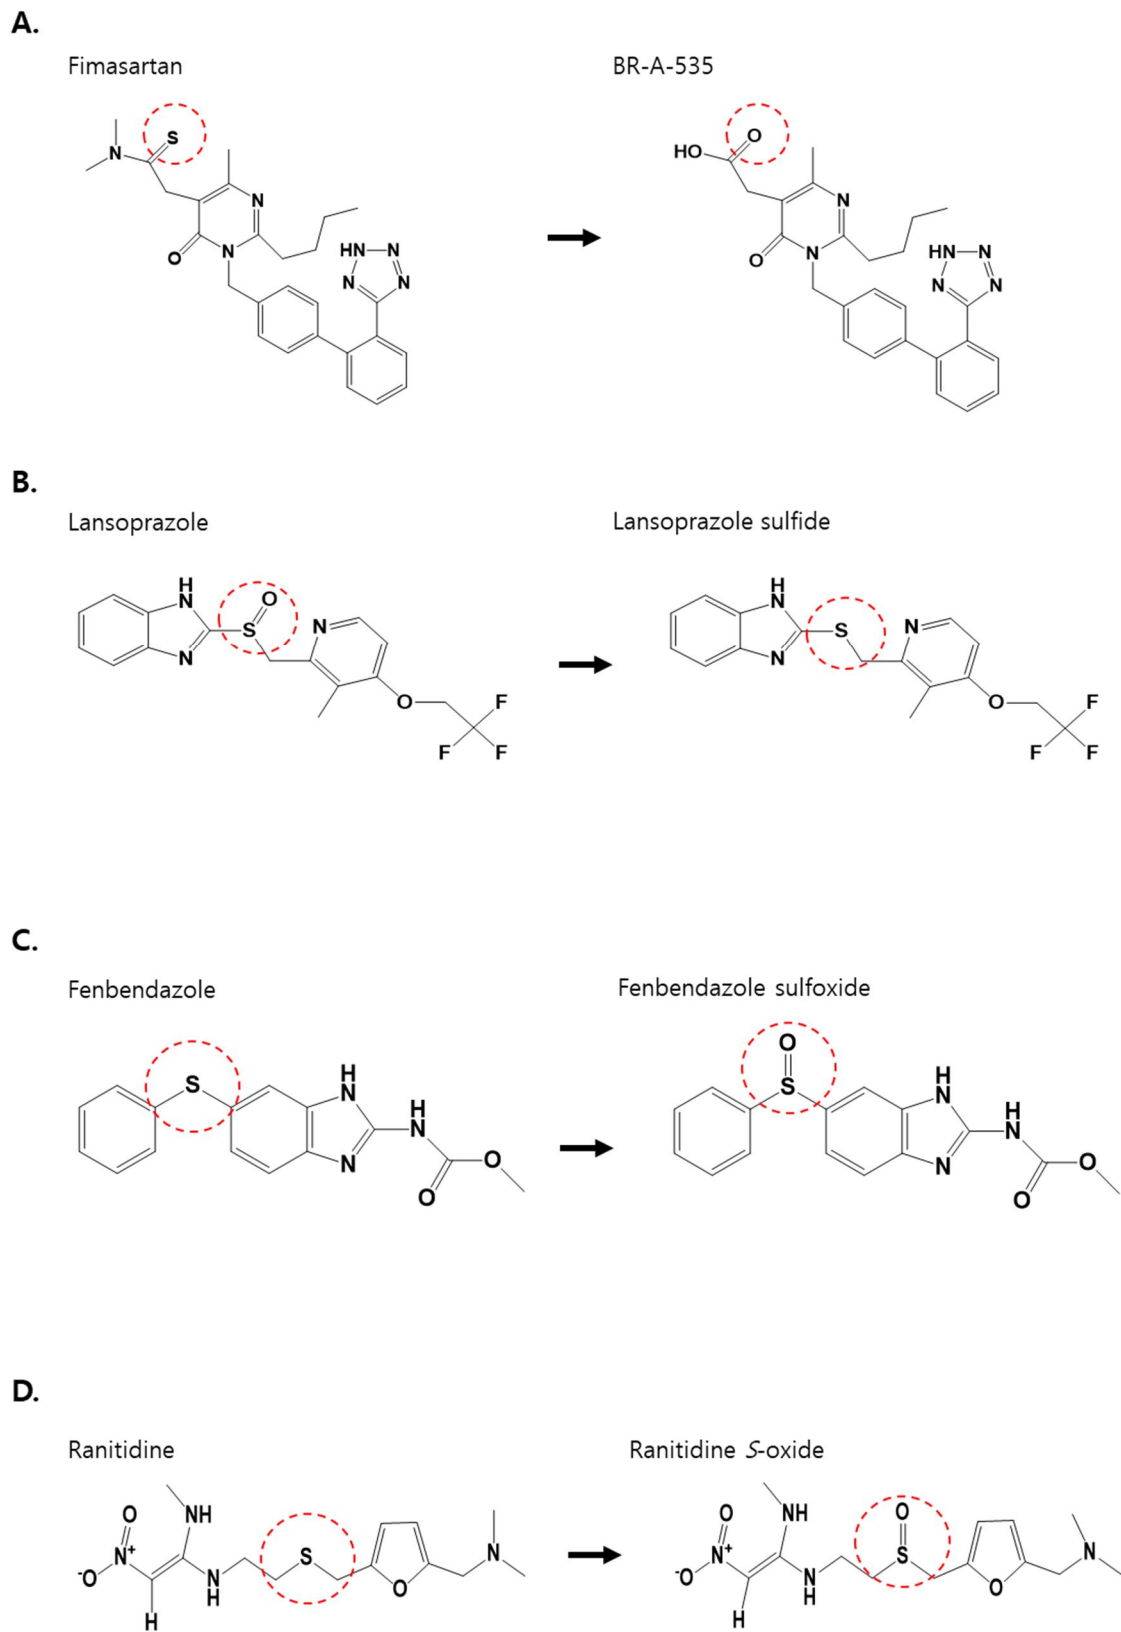 A.
Fimasartan
BR-A-535
S
N
N
O
N
HN
N
N
N
O
HO
N
O
N
HN
N
N
N
B.
Lansoprazole
Lansoprazole sulfide
H
N
O
S
N
N
O
F
F
F
H
N
S
N
N
O
F
F
F
C.
Fenbendazole
Fenbendazole sulfoxide
S
H
N
H
N
N
O
O
O
S
H
N
H
N
N
O
O
D.
Ranitidine
Ranitidine S-oxide
O
NH
N+
-O
S
N
N
H
O
H
O
NH
O
N+
-O
S
N
N
H
O
H